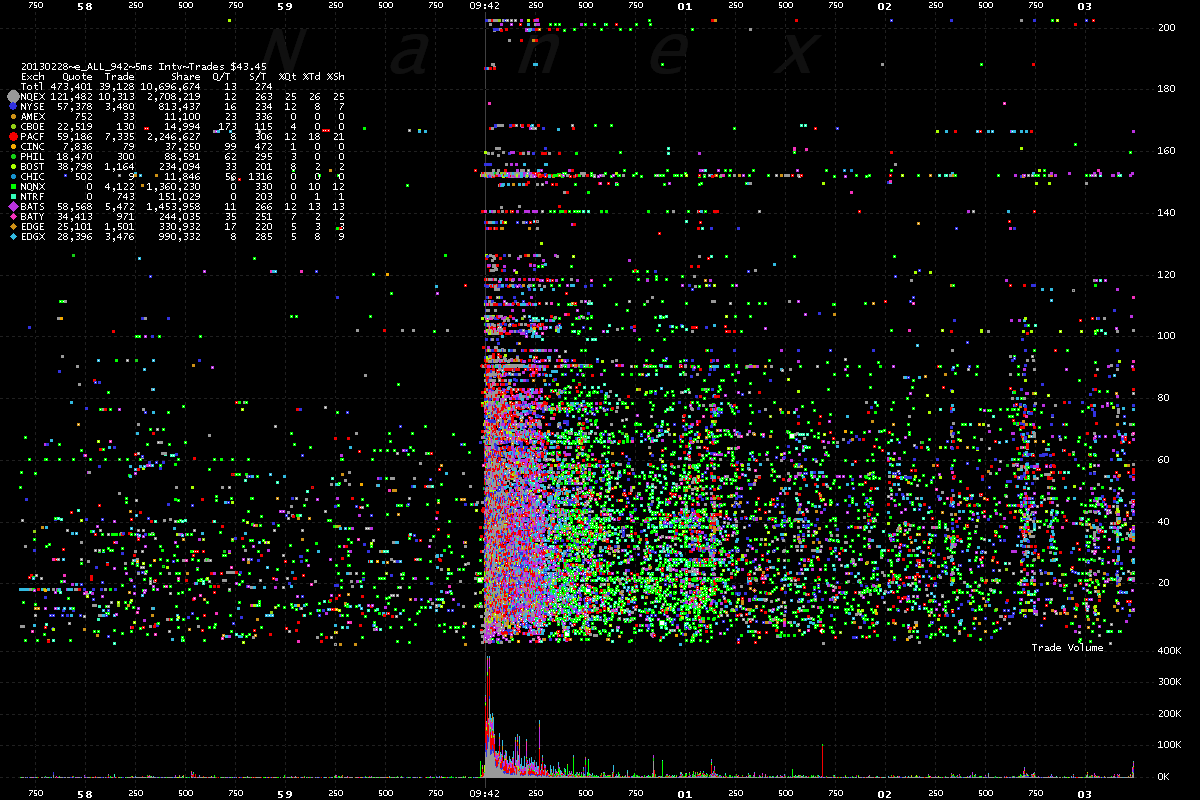 750 58 250 500 750 59 250 500 750 09:42 250 500 750 01 250 500 750 02 250 500 750 03
200
N a n e x
180
20130228~e_ALL_942~5ms Intv~Trades $43.45
Exch Quote Trade Share Q/T S/T %Qt %Td %Sh
Totl 473,401 39,128 10,696,674 13 274
NQEX 121,482 10,313 2,708,219 12 263 25 26 25
NYSE 57,378 3,480 813,437 16 234 12 8 7
AMEX 752 33 11,100 23 336 0 0 0
CBOE 22,519 130 14,994 173 115 4 0 0
PACF 59,186 7,335 2,246,627 8 306 12 18 21
CINC 7,836 79 37,250 99 472 1 0 0
PHIL 18,470 300 88,591 62 295 3 0 0
BOST 38,798 1,164 234,094 33 201 8 2 2
CHIC 502 9 11,846 56 1316 0 0 0
NQNX 0 4,122 1,360,230 0 330 0 10 12
NTRF 0 743 151,029 0 203 0 1 1
BATS 58,568 5,472 1,453,958 11 266 12 13 13
BATY 34,413 971 244,035 35 251 7 2 2
EDGE 25,101 1,501 330,932 17 220 5 3 3
EDGX 28,396 3,476 990,332 8 285 5 8 9
160
140
120
100
80
60
40
20
Trade Volume
400K
300K
200K
100K
0K
750 58 250 500 750 59 250 500 750 09:42 250 500 750 01 250 500 750 02 250 500 750 03